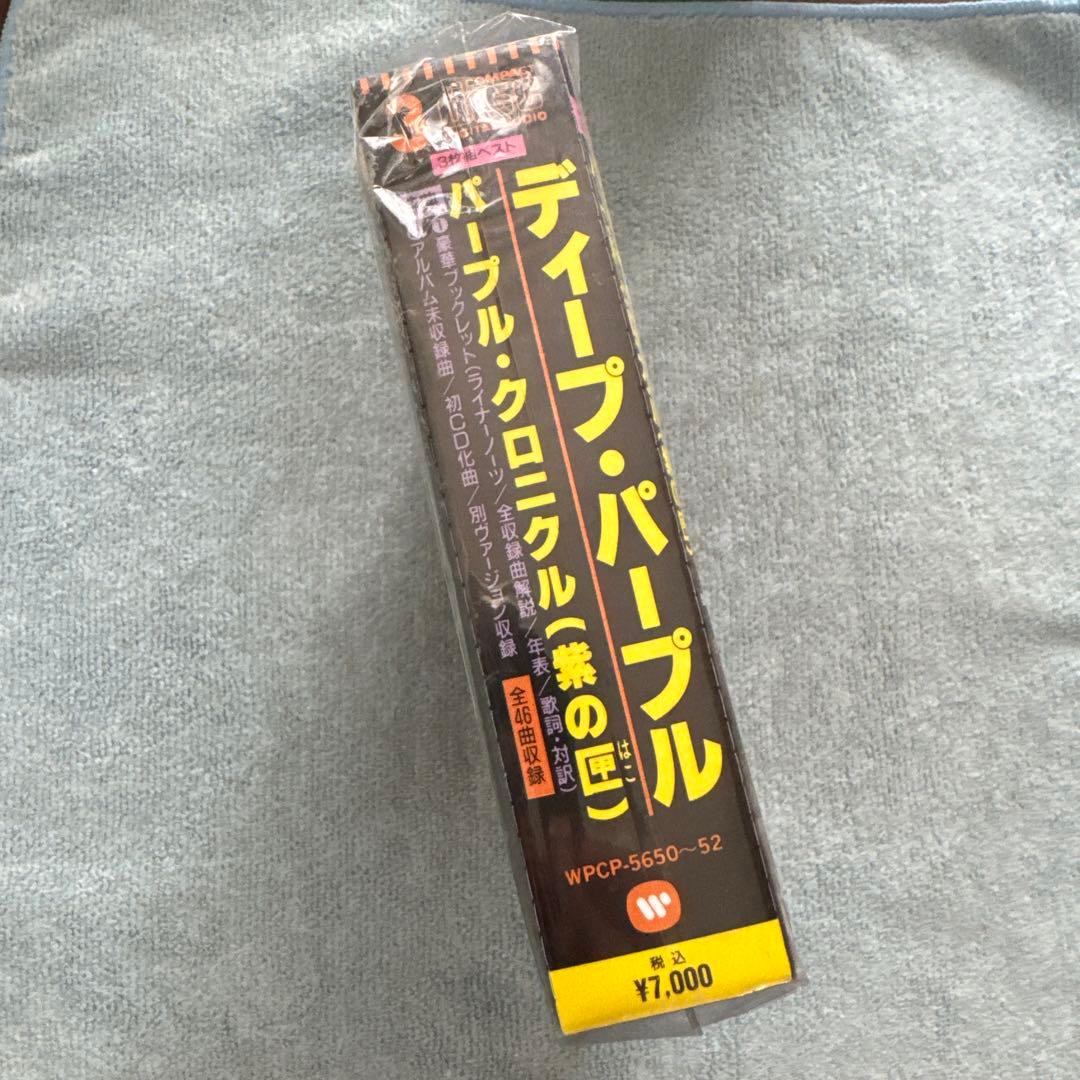 COMPACT
DIGITAL AUDIO
3枚組ベスト
ディープ・パープル
パープル・クロニクル(紫の匣)
はこ
❶豪華ブックレット(ライナーノーツ/全収録曲解説/年表/歌詞・対訳)
アルバム未収録曲/初CD化曲/別ヴァージョン収録
全46曲収録
WPCP-5650~52
税込
¥7,000